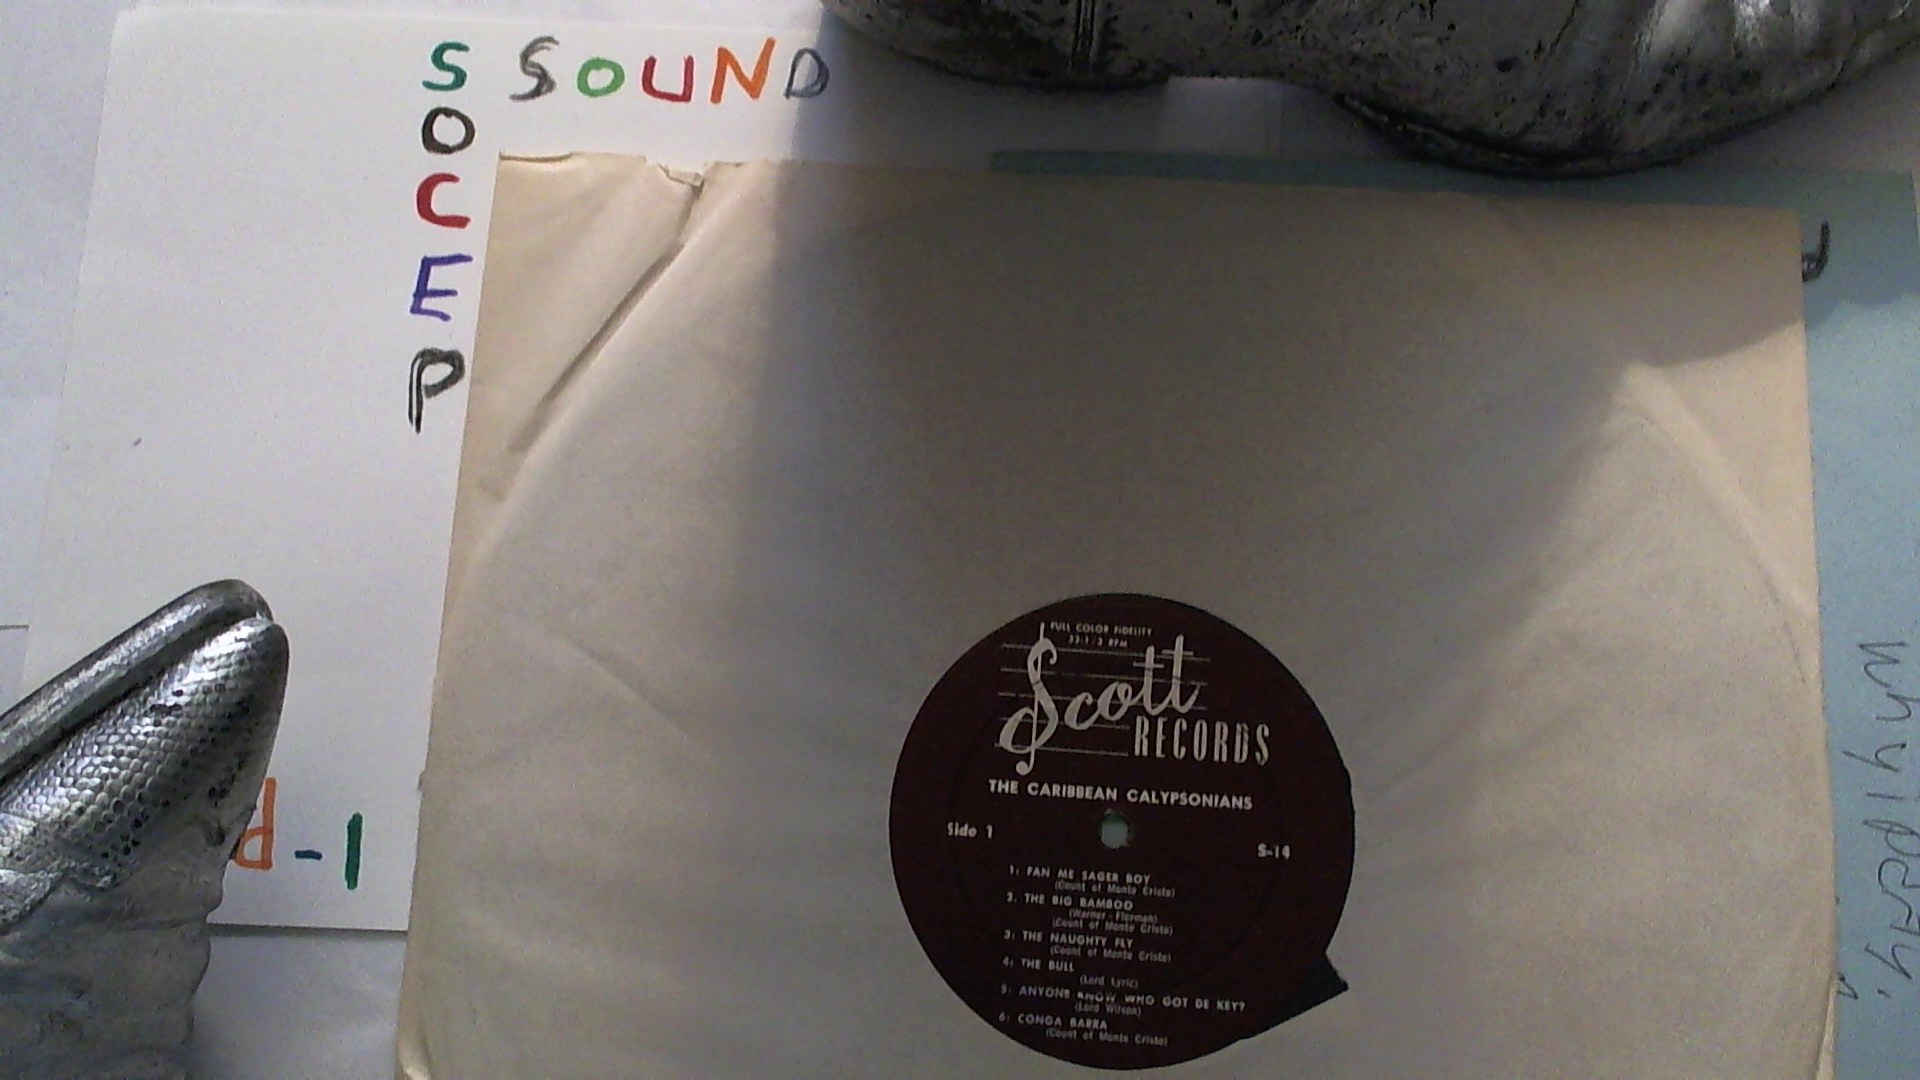 S SOUND
O
C
E
P
d-1
FULL COLOR FIDELITY
33-1/3 RPM
Scott
RECORDS
THE CARIBBEAN CALYPSONIANS
Side 1
S-14
1: FAN ME SAGER BOY
(Count of Monte Cristo)
2. THE BIG BAMBOO
(Warner - Florman)
(Count of Monte Cristo)
3: THE NAUGHTY FLY
(Count of Monte Cristo)
4: THE BULL
(Lord Lyric)
5: ANYONE KNOW WHO GOT DE KEY?
(Lord Wilson)
6: CONGA BARRA
(Count of Monte Cristo)